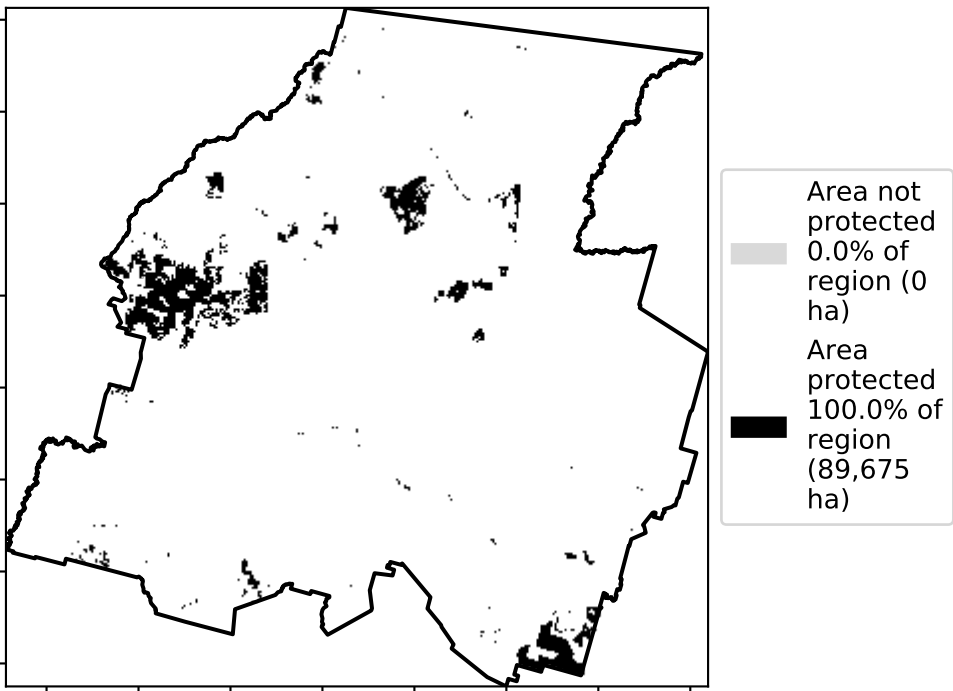 Area not
protected
0.0% of
region (0
ha)
Area
protected
100.0% of
region
(89,675
ha)